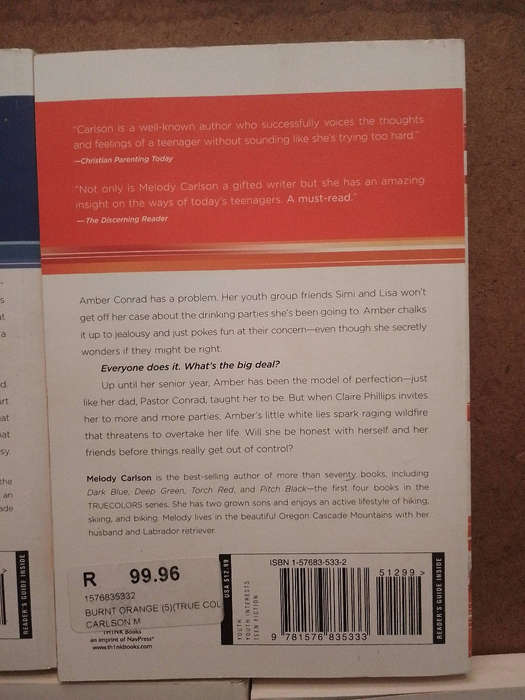 "Carlson is a well-known author who successfully voices the thoughts
and feelings of a teenager without sounding like she's trying too hard."
—Christian Parenting Today
"Not only is Melody Carlson a gifted writer but she has an amazing
insight on the ways of today's teenagers. A must-read."
— The Discerning Reader
Amber Conrad has a problem. Her youth group friends Simi and Lisa won't
get off her case about the drinking parties she's been going to. Amber chalks
it up to jealousy and just pokes fun at their concern—even though she secretly
wonders if they might be right.
Everyone does it. What's the big deal?
Up until her senior year, Amber has been the model of perfection—just
like her dad, Pastor Conrad, taught her to be. But when Claire Phillips invites
her to more and more parties, Amber's little white lies spark raging wildfire
that threatens to overtake her life. Will she be honest with herself and her
friends before things really get out of control?
Melody Carlson is the best-selling author of more than seventy books, including
Dark Blue, Deep Green, Torch Red, and Pitch Black—the first four books in the
TRUECOLORS series. She has two grown sons and enjoys an active lifestyle of hiking,
skiing, and biking. Melody lives in the beautiful Oregon Cascade Mountains with her
husband and Labrador retriever.
READER'S GUIDE INSIDE
R 99.96
1576835332
BURNT ORANGE (5)(TRUE COL
CARLSON M
TH1NK Books
an imprint of NavPress®
www.th1nkbooks.com
USA $12.99
YOUTH
YOUTH INTERESTS
TEEN FICTION
ISBN 1-57683-533-2
51299>
9 781576 835333
READER'S GUIDE INSIDE